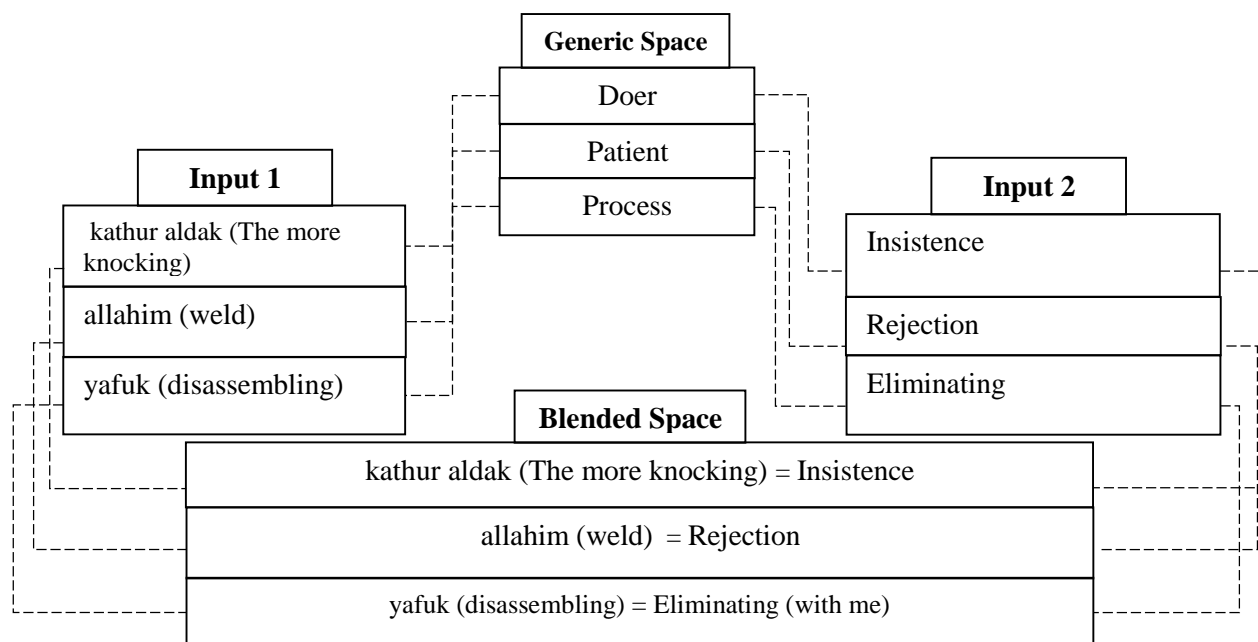 Generic Space
Doer
Patient
Process
Input 1
kathur aldak (The more
knocking)
allahim (weld)
yafuk (disassembling)
Input 2
Insistence
Rejection
Eliminating
Blended Space
kathur aldak (The more knocking) = Insistence
allahim (weld) = Rejection
yafuk (disassembling) = Eliminating (with me)